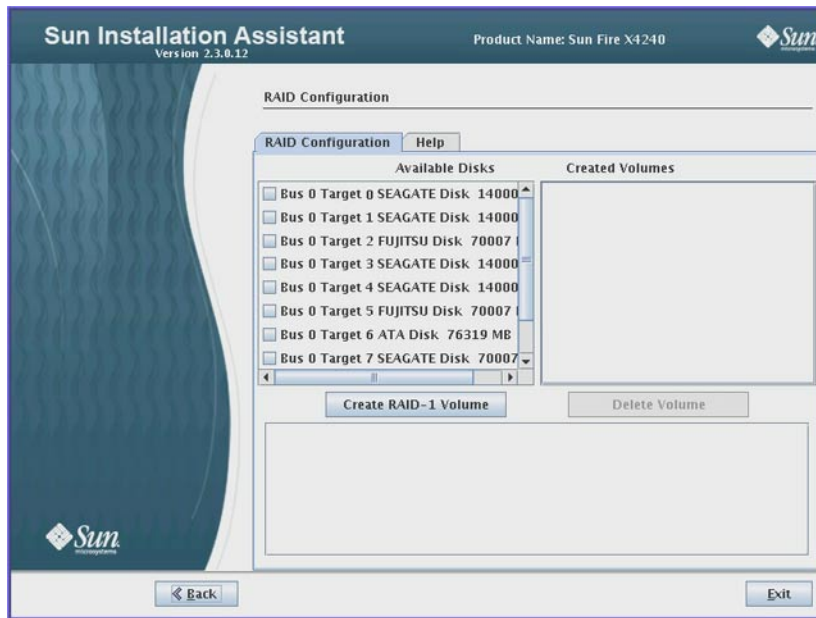 Sun Installation Assistant
Version 2.3.0.12
Product Name: Sun Fire X4240
Sun
microsystems
RAID Configuration
RAID Configuration
Help
Available Disks
Created Volumes
Bus 0 Target 0 SEAGATE Disk 14000
Bus 0 Target 1 SEAGATE Disk 14000
Bus 0 Target 2 FUJITSU Disk 70007
Bus 0 Target 3 SEAGATE Disk 14000
Bus 0 Target 4 SEAGATE Disk 14000
Bus 0 Target 5 FUJITSU Disk 70007
Bus 0 Target 6 ATA Disk 76319 MB
Bus 0 Target 7 SEAGATE Disk 70007
Create RAID-1 Volume
Delete Volume
Sun
microsystems
Back
Exit